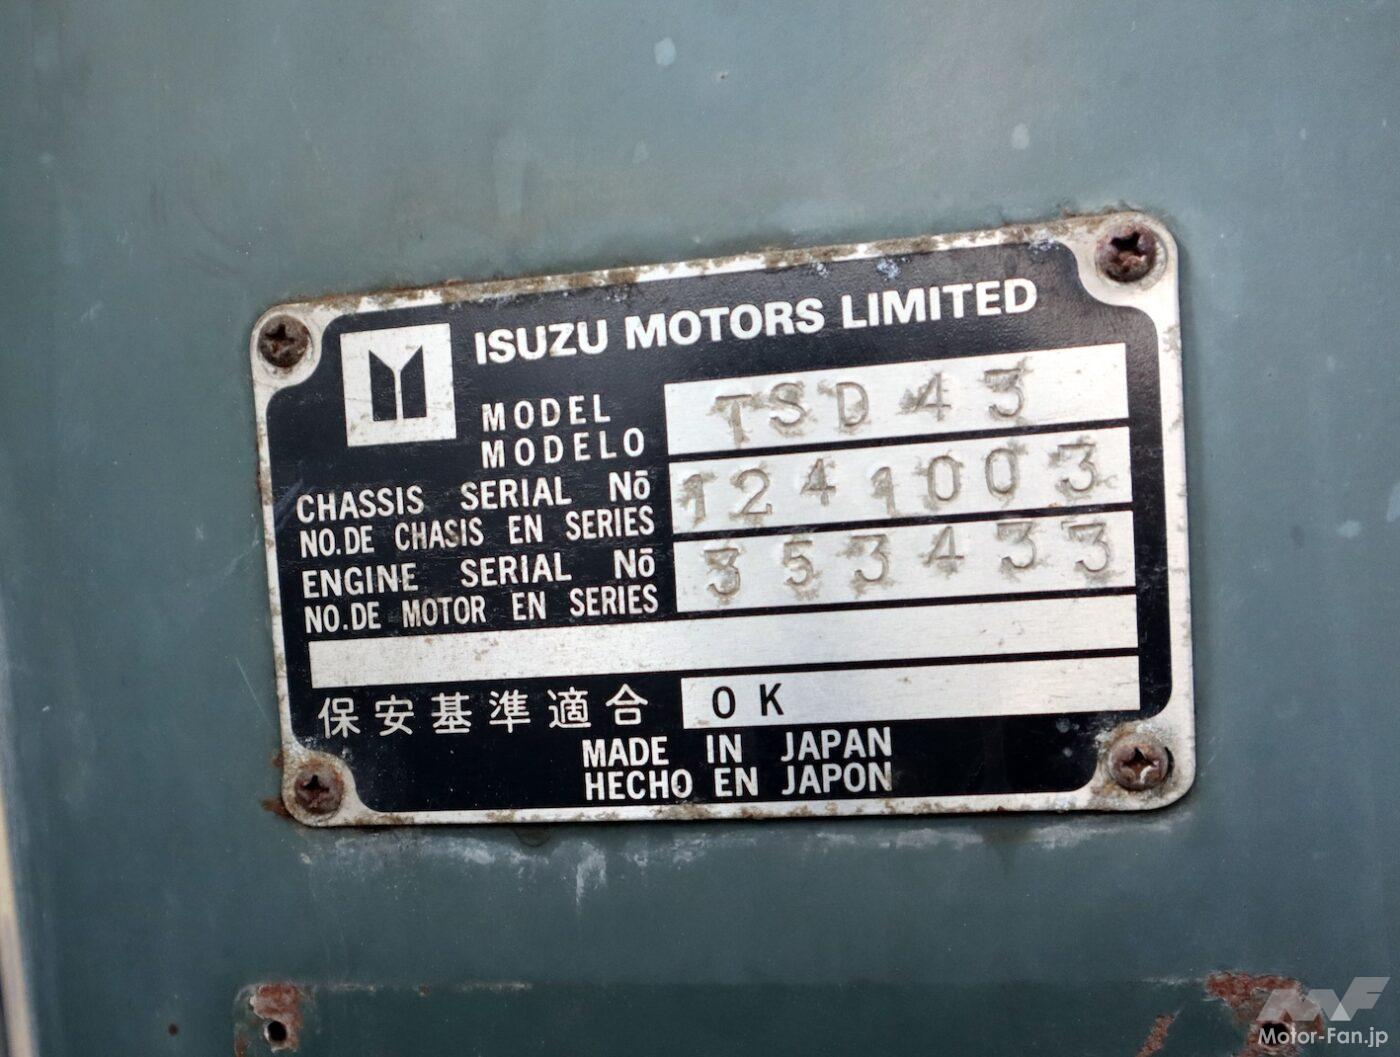 ISUZU MOTORS LIMITED
MODEL
MODELO
TSD43
CHASSIS SERIAL Nō
NO.DE CHASIS EN SERIES
1241003
ENGINE SERIAL Nō
NO.DE MOTOR EN SERIES
353433
保安基準適合 OK
MADE IN JAPAN
HECHO EN JAPON
Motor-Fan.jp